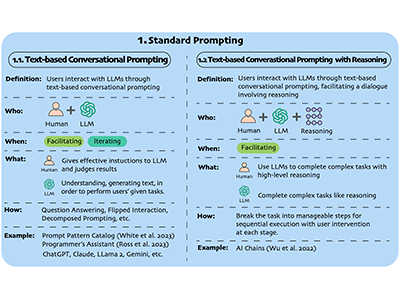 1. Standard Prompting
1.1. Text-based Conversational Prompting
Definition: Users interact with LLMs through
text-based conversational prompting
Who:
Human LLM
When: Facilitating Iterating
What: Gives effective instuctions to LLM
Human and judges results
Understanding, generating text, in
LLM order to perform users' given tasks.
How: Question Answering, Flipped Interaction,
Decomposed Prompting, etc.
Example: Prompt Pattern Catalog (White et al. 2023)
Programmer's Assistant (Ross et al. 2023)
ChatGPT, Claude, LLama 2, Gemini, etc.
1.2 Text-based Converastional Prompting with Reasoning
Definition: Users interact with LLMs through text-based
conversational prompting, facilitating a dialogue
involving reasoning
Who:
Human LLM Reasoning
When: Facilitating
What: Use LLMs to complete complex tasks with
Human high-level reasoning
LLM Complete complex tasks like reasoning
How: Break the task into manageable steps for
sequential execution with user intervention
at each stage.
Example: AI Chains (Wu et al. 2022)